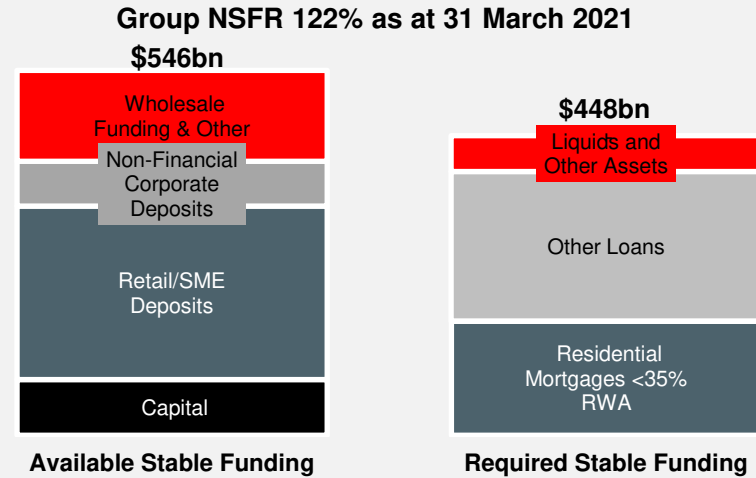 Group NSFR 122% as at 31 March 2021
$546bn
Wholesale
Funding & Other
Non-Financial
Corporate
Deposits
Retail/SME
Deposits
Capital
Available Stable Funding
$448bn
Liquids and
Other Assets
Other Loans
Residential
Mortgages <35%
RWA
Required Stable Funding